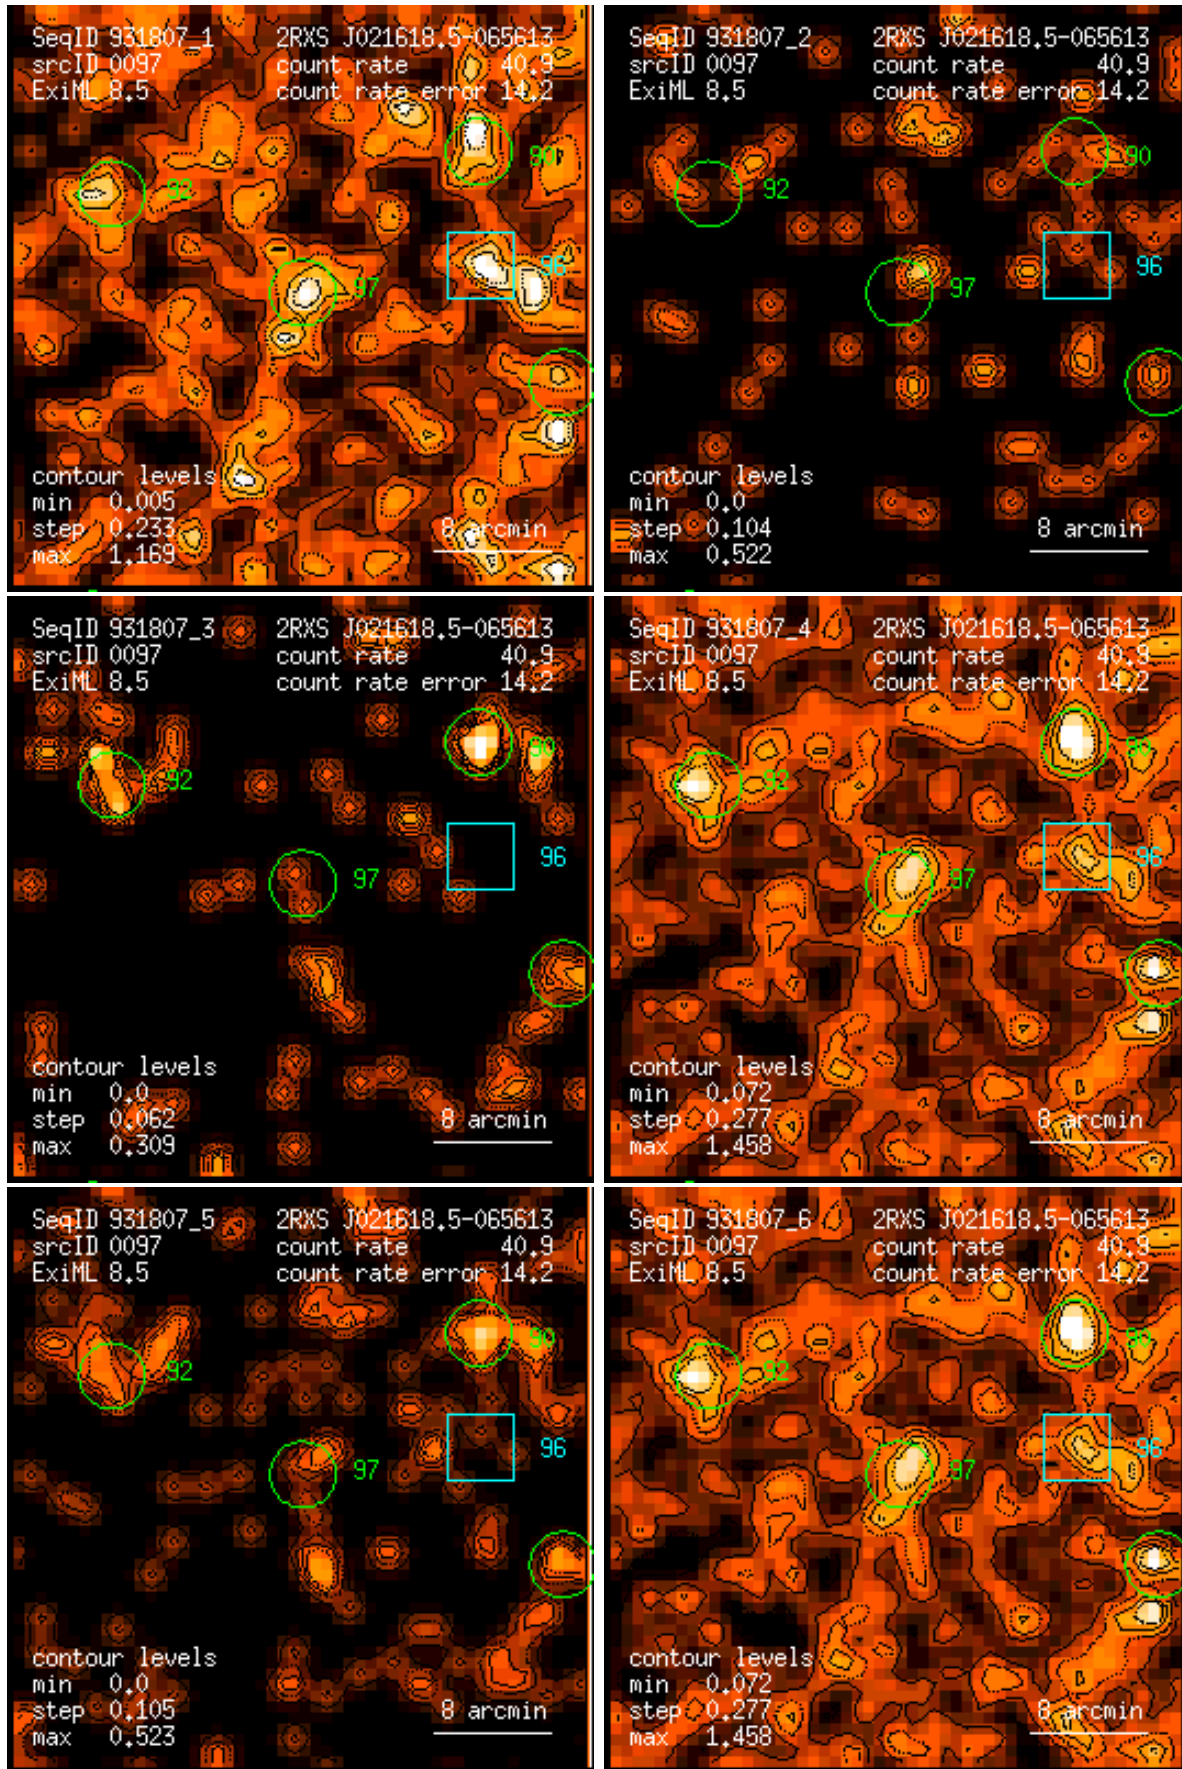 SeqID 931807_1 2RXS J021618.5-065613
srcID 0097 count rate 40.9
ExiML 8.5 count rate error 14.2
90
92
96
97
contour levels
min 0.005
step 0.233
max 1.169
8 arcmin
SeqID 931807_2 2RXS J021618.5-065613
srcID 0097 count rate 40.9
ExiML 8.5 count rate error 14.2
90
92
96
97
contour levels
min 0.0
step 0.104
max 0.522
8 arcmin
SeqID 931807_3 2RXS J021618.5-065613
srcID 0097 count rate 40.9
ExiML 8.5 count rate error 14.2
90
92
96
97
contour levels
min 0.0
step 0.062
max 0.309
8 arcmin
SeqID 931807_4 2RXS J021618.5-065613
srcID 0097 count rate 40.9
ExiML 8.5 count rate error 14.2
90
92
96
97
contour levels
min 0.072
step 0.277
max 1.458
8 arcmin
SeqID 931807_5 2RXS J021618.5-065613
srcID 0097 count rate 40.9
ExiML 8.5 count rate error 14.2
90
92
96
97
contour levels
min 0.0
step 0.105
max 0.523
8 arcmin
SeqID 931807_6 2RXS J021618.5-065613
srcID 0097 count rate 40.9
ExiML 8.5 count rate error 14.2
90
92
96
97
contour levels
min 0.072
step 0.277
max 1.458
8 arcmin